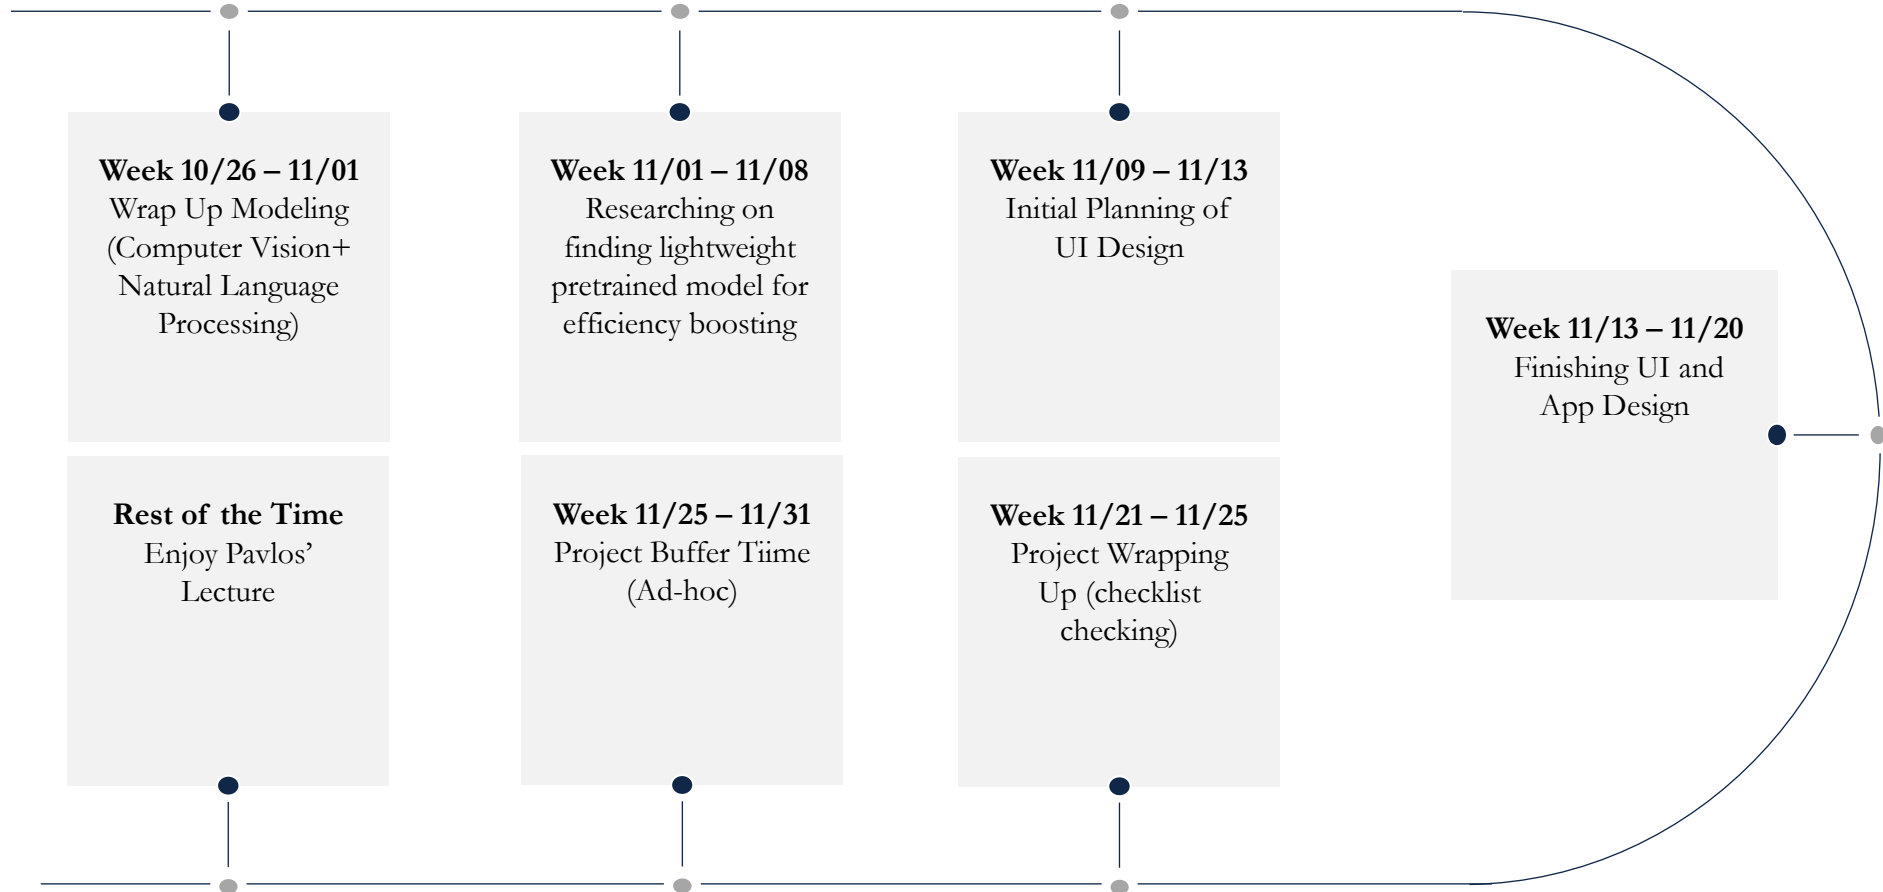 Week 10/26 – 11/01
Wrap Up Modeling
(Computer Vision+
Natural Language
Processing)
Week 11/01 – 11/08
Researching on
finding lightweight
pretrained model for
efficiency boosting
Week 11/09 – 11/13
Initial Planning of
UI Design
Week 11/13 – 11/20
Finishing UI and
App Design
Week 11/21 – 11/25
Project Wrapping
Up (checklist
checking)
Week 11/25 – 11/31
Project Buffer Tiime
(Ad-hoc)
Rest of the Time
Enjoy Pavlos’
Lecture